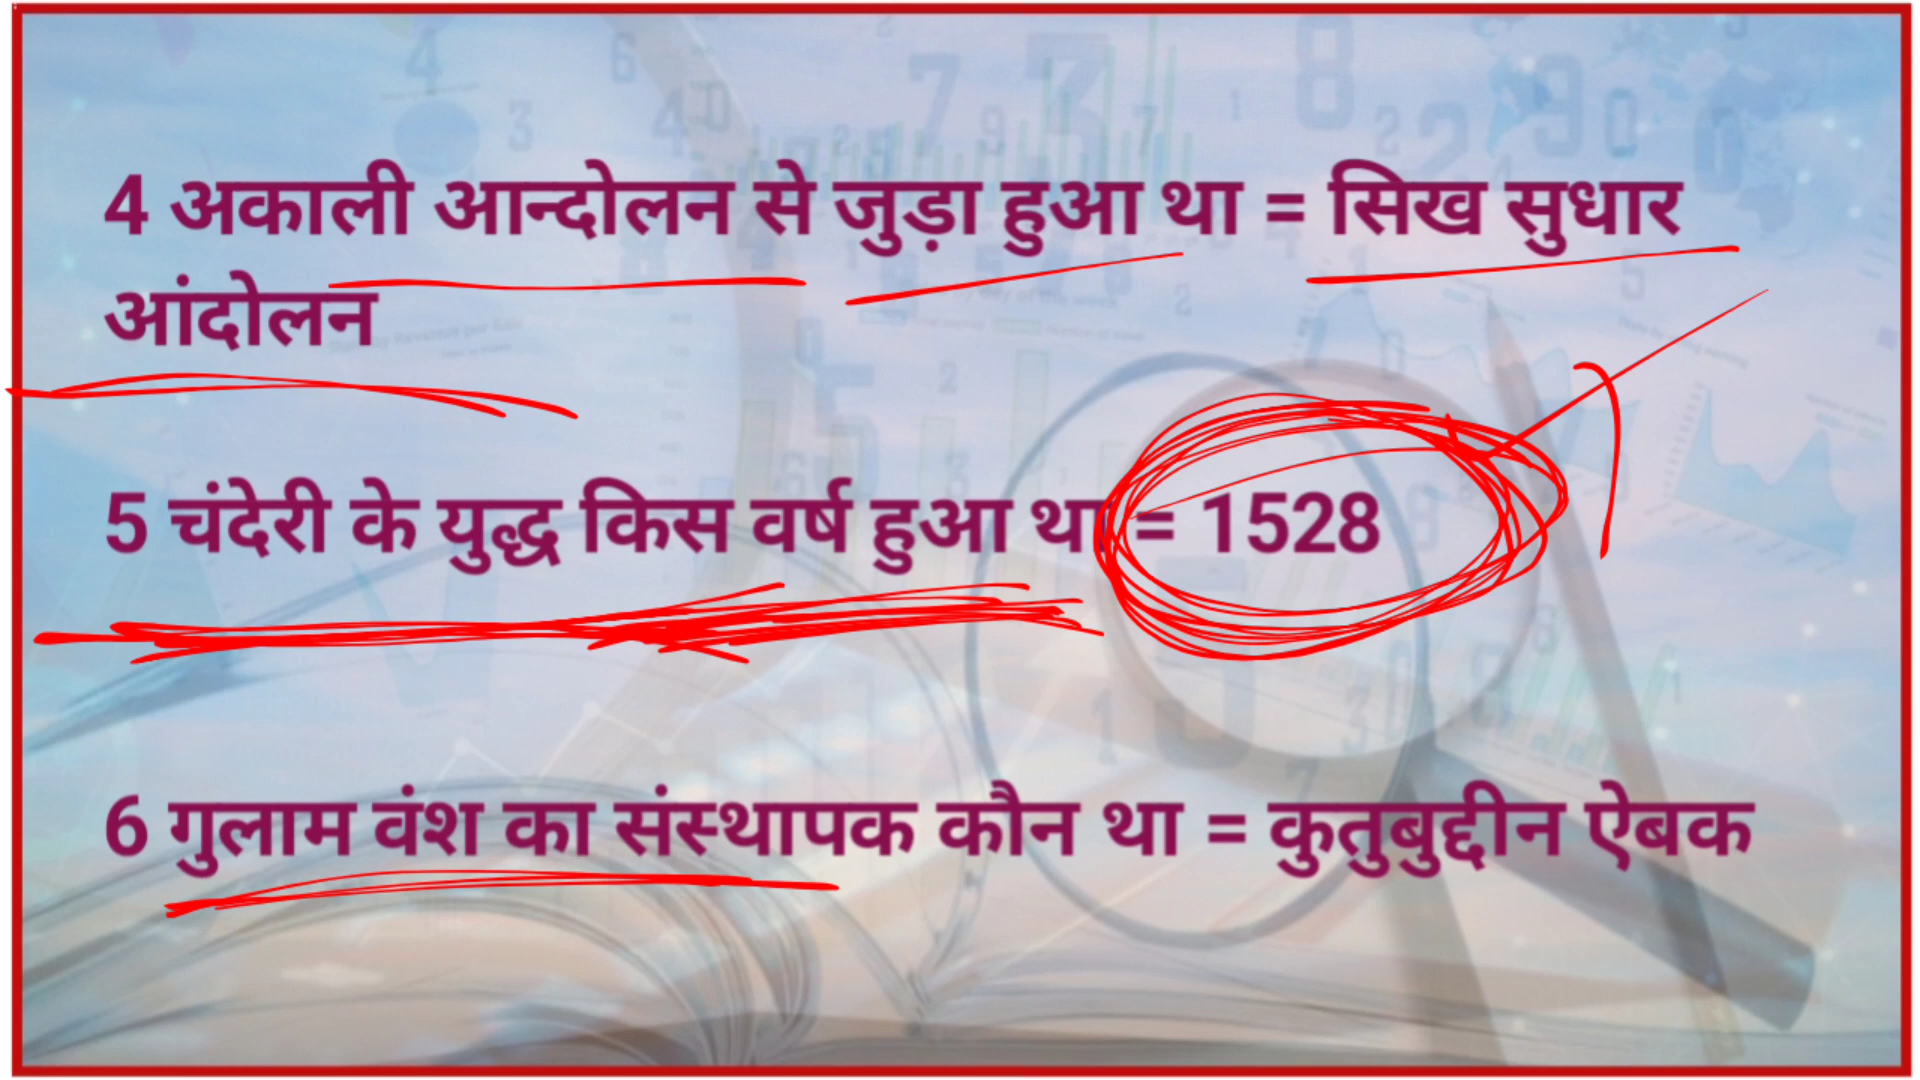 4 अकाली आन्दोलन से जुड़ा हुआ था = सिख सुधार
आंदोलन
5 चंदेरी के युद्ध किस वर्ष हुआ था = 1528
6 गुलाम वंश का संस्थापक कौन था = कुतुबुद्दीन ऐबक